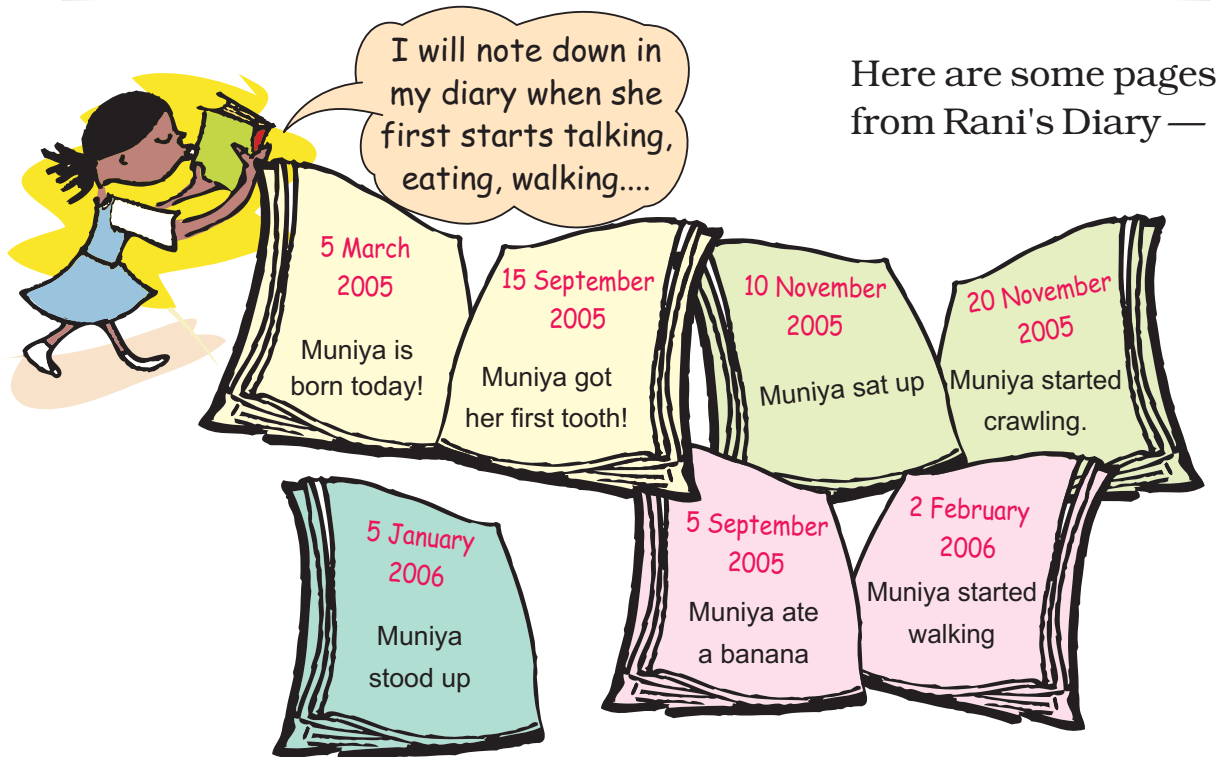 I will note down in
my diary when she
first starts talking,
eating, walking....
Here are some pages
from Rani's Diary —
5 March
2005
Muniya is
born today!
15 September
2005
Muniya got
her first tooth!
10 November
2005
Muniya sat up
20 November
2005
Muniya started
crawling.
5 January
2006
Muniya
stood up
5 September
2005
Muniya ate
a banana
2 February
2006
Muniya started
walking